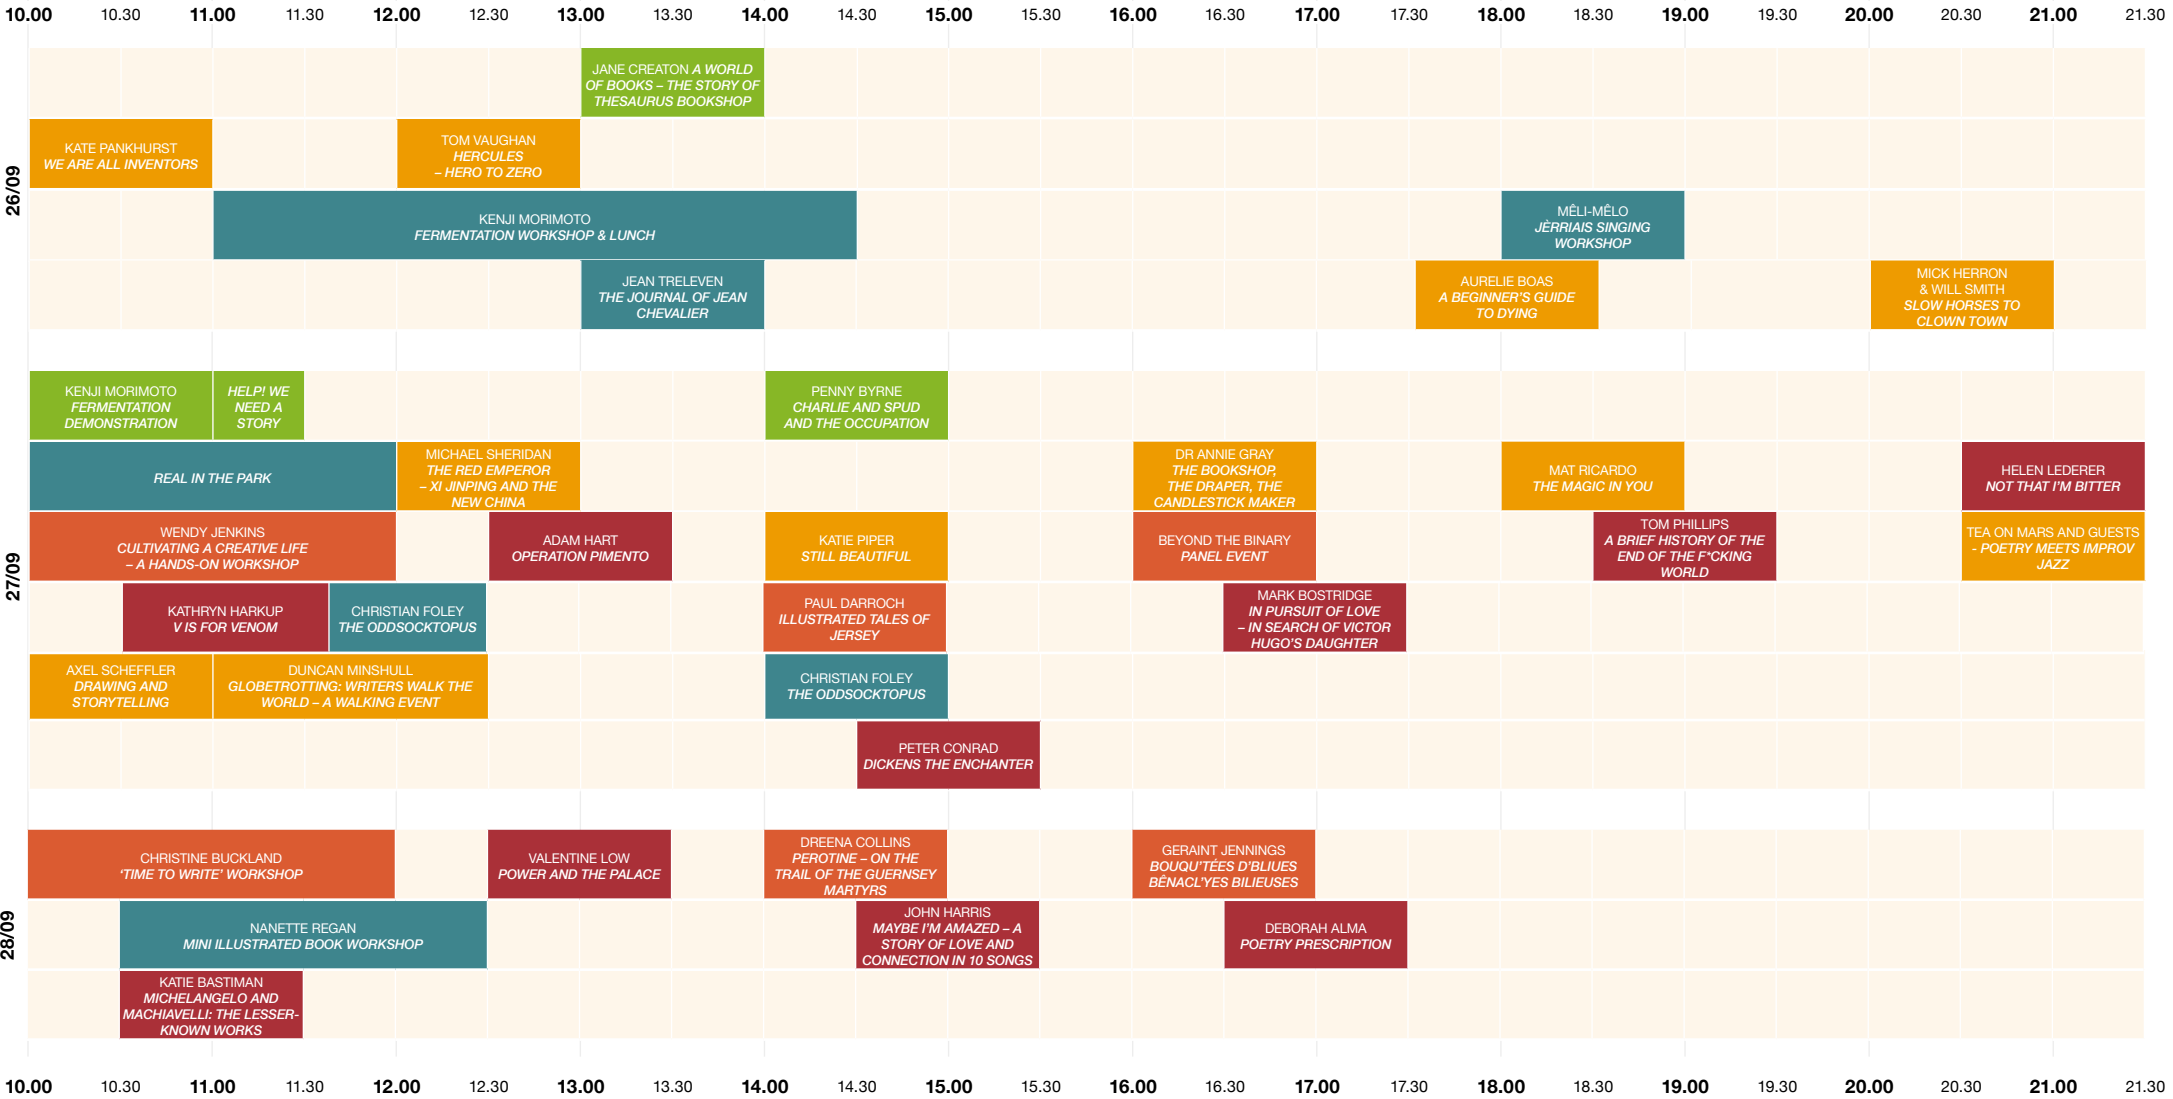 10.00 10.30 11.00 11.30 12.00 12.30 13.00 13.30 14.00 14.30 15.00 15.30 16.00 16.30 17.00 17.30 18.00 18.30 19.00 19.30 20.00 20.30 21.00 21.30
26/09
JANE CREATON A WORLD
OF BOOKS – THE STORY OF
THESAURUS BOOKSHOP
KATE PANKHURST
WE ARE ALL INVENTORS
TOM VAUGHAN
HERCULES
– HERO TO ZERO
KENJI MORIMOTO
FERMENTATION WORKSHOP & LUNCH
MÊLI-MÊLO
JÈRRIAIS SINGING
WORKSHOP
JEAN TRELEVEN
THE JOURNAL OF JEAN
CHEVALIER
AURELIE BOAS
A BEGINNER'S GUIDE
TO DYING
MICK HERRON
& WILL SMITH
SLOW HORSES TO
CLOWN TOWN
27/09
KENJI MORIMOTO
FERMENTATION
DEMONSTRATION
HELP! WE
NEED A
STORY
PENNY BYRNE
CHARLIE AND SPUD
AND THE OCCUPATION
REAL IN THE PARK
MICHAEL SHERIDAN
THE RED EMPEROR
– XI JINPING AND THE
NEW CHINA
DR ANNIE GRAY
THE BOOKSHOP,
THE DRAPER, THE
CANDLESTICK MAKER
MAT RICARDO
THE MAGIC IN YOU
HELEN LEDERER
NOT THAT I'M BITTER
WENDY JENKINS
CULTIVATING A CREATIVE LIFE
– A HANDS-ON WORKSHOP
ADAM HART
OPERATION PIMENTO
KATIE PIPER
STILL BEAUTIFUL
BEYOND THE BINARY
PANEL EVENT
TOM PHILLIPS
A BRIEF HISTORY OF THE
END OF THE F*CKING
WORLD
TEA ON MARS AND GUESTS
- POETRY MEETS IMPROV
JAZZ
KATHRYN HARKUP
V IS FOR VENOM
CHRISTIAN FOLEY
THE ODDSOCKTOPUS
PAUL DARROCH
ILLUSTRATED TALES OF
JERSEY
MARK BOSTRIDGE
IN PURSUIT OF LOVE
– IN SEARCH OF VICTOR
HUGO'S DAUGHTER
AXEL SCHEFFLER
DRAWING AND
STORYTELLING
DUNCAN MINSHULL
GLOBETROTTING: WRITERS WALK THE
WORLD – A WALKING EVENT
CHRISTIAN FOLEY
THE ODDSOCKTOPUS
PETER CONRAD
DICKENS THE ENCHANTER
28/09
CHRISTINE BUCKLAND
'TIME TO WRITE' WORKSHOP
VALENTINE LOW
POWER AND THE PALACE
DREENA COLLINS
PEROTINE – ON THE
TRAIL OF THE GUERNSEY
MARTYRS
GERAINT JENNINGS
BOUQU'TÉES D'BLIUES
BÊNACL'YES BILIEUSES
NANETTE REGAN
MINI ILLUSTRATED BOOK WORKSHOP
JOHN HARRIS
MAYBE I'M AMAZED – A
STORY OF LOVE AND
CONNECTION IN 10 SONGS
DEBORAH ALMA
POETRY PRESCRIPTION
KATIE BASTIMAN
MICHELANGELO AND
MACHIAVELLI: THE LESSER-
KNOWN WORKS
10.00 10.30 11.00 11.30 12.00 12.30 13.00 13.30 14.00 14.30 15.00 15.30 16.00 16.30 17.00 17.30 18.00 18.30 19.00 19.30 20.00 20.30 21.00 21.30